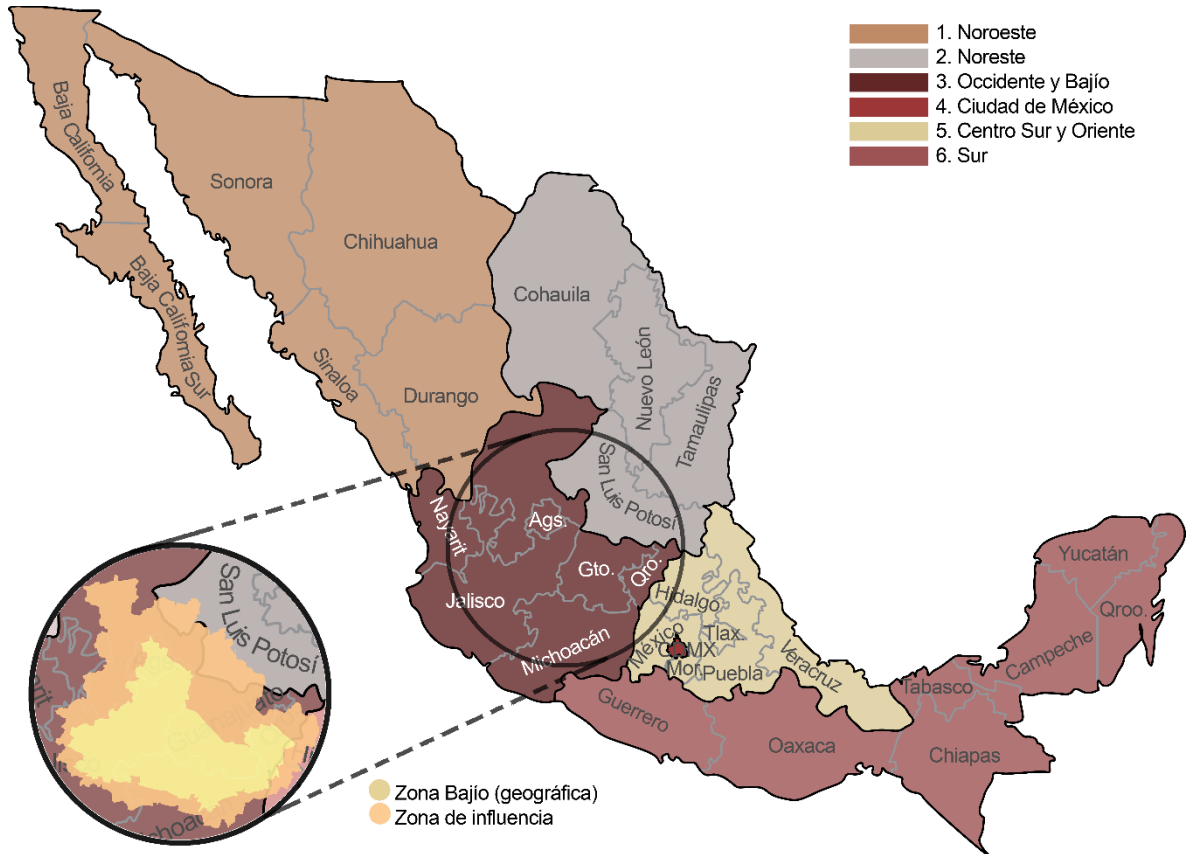 1. Noroeste
2. Noreste
3. Occidente y Bajío
4. Ciudad de México
5. Centro Sur y Oriente
6. Sur
Baja California
Sonora
Chihuahua
Cohauila
Baja California Sur
Sinaloa
Durango
Nuevo León
Tamaulipas
San Luis Potosí
Nayarit
Ags.
Gto.
Qro.
Jalisco
Michoacán
Hidalgo
México
Tlax.
Mor.
Puebla
Veracruz
Guerrero
Oaxaca
Tabasco
Chiapas
Campeche
Yucatán
Qroo.
San Luis Potosí
Zona Bajío (geográfica)
Zona de influencia